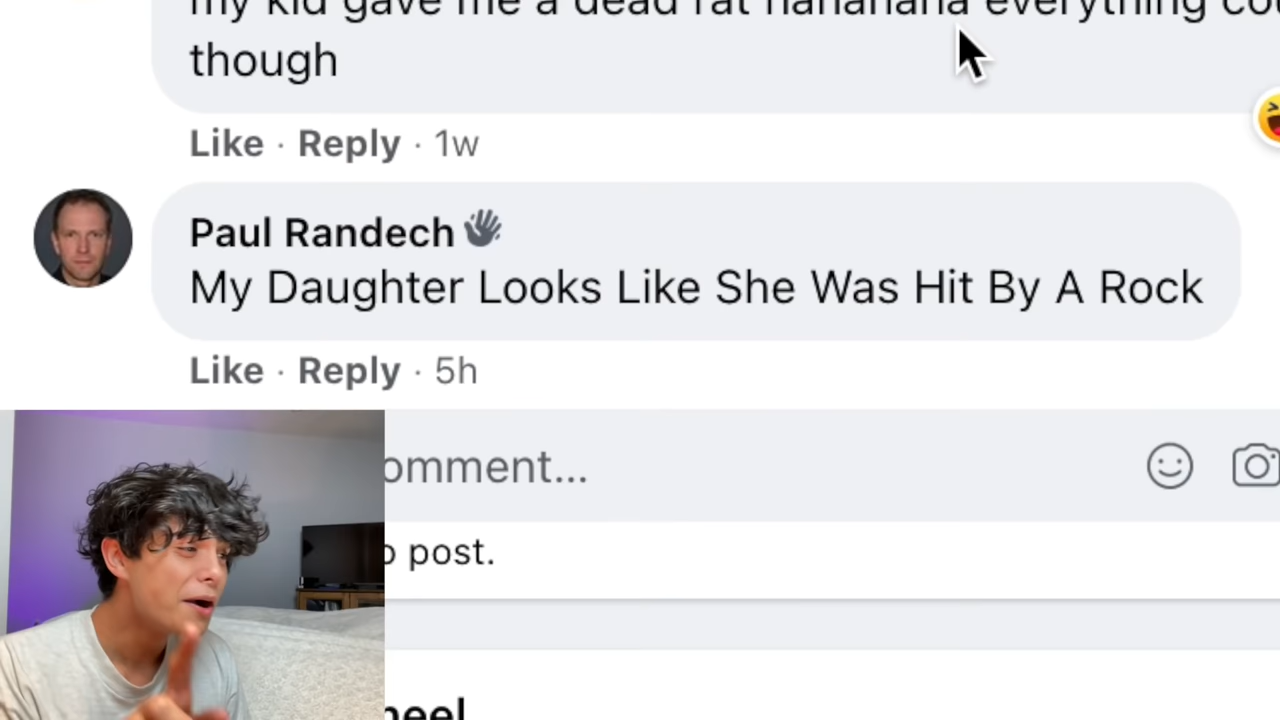 my kid gave me a dead rat hahahaha everything
though
Like · Reply · 1w
Paul Randech
My Daughter Looks Like She Was Hit By A Rock
Like · Reply · 5h
omment...
post.
heel